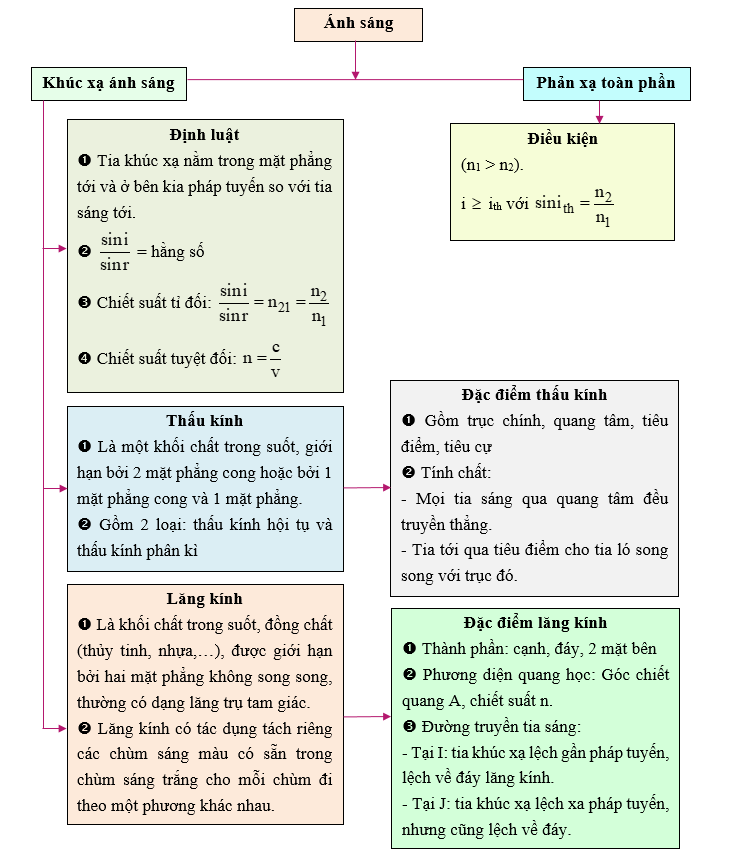 Ánh sáng
Khúc xạ ánh sáng
Phản xạ toàn phần
Định luật
❶ Tia khúc xạ nằm trong mặt phẳng
tới và ở bên kia pháp tuyến so với tia
sáng tới.
❷ sini/sinr = hằng số
❸ Chiết suất tỉ đối: sini/sinr = n₂₁ = n₂/n₁
❹ Chiết suất tuyệt đối: n = c/v
Điều kiện
(n₁ > n₂).
i ≥ iₜₕ với sini_th = n₂/n₁
Thấu kính
❶ Là một khối chất trong suốt, giới
hạn bởi 2 mặt phẳng cong hoặc bởi 1
mặt phẳng cong và 1 mặt phẳng.
❷ Gồm 2 loại: thấu kính hội tụ và
thấu kính phân kì
Đặc điểm thấu kính
❶ Gồm trục chính, quang tâm, tiêu
điểm, tiêu cự
❷ Tính chất:
- Mọi tia sáng qua quang tâm đều
truyền thẳng.
- Tia tới qua tiêu điểm cho tia ló song
song với trục đó.
Lăng kính
❶ Là khối chất trong suốt, đồng chất
(thủy tinh, nhựa,…), được giới hạn
bởi hai mặt phẳng không song song,
thường có dạng lăng trụ tam giác.
❷ Lăng kính có tác dụng tách riêng
các chùm sáng màu có sẵn trong
chùm sáng trắng cho mỗi chùm đi
theo một phương khác nhau.
Đặc điểm lăng kính
❶ Thành phần: cạnh, đáy, 2 mặt bên
❷ Phương diện quang học: Góc chiết
quang A, chiết suất n.
❸ Đường truyền tia sáng:
- Tại I: tia khúc xạ lệch gần pháp tuyến,
lệch về đáy lăng kính.
- Tại J: tia khúc xạ lệch xa pháp tuyến,
nhưng cũng lệch về đáy.